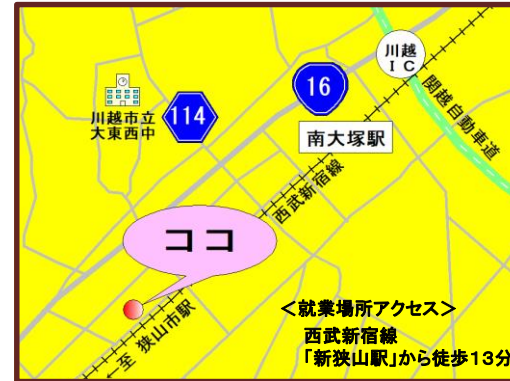 川越
ＩＣ
関越自動車道
16
114
川越市立
大東西中
南大塚駅
西武新宿線
ココ
←至 狭山市駅
＜就業場所アクセス＞
西武新宿線
「新狭山駅」から徒歩13分